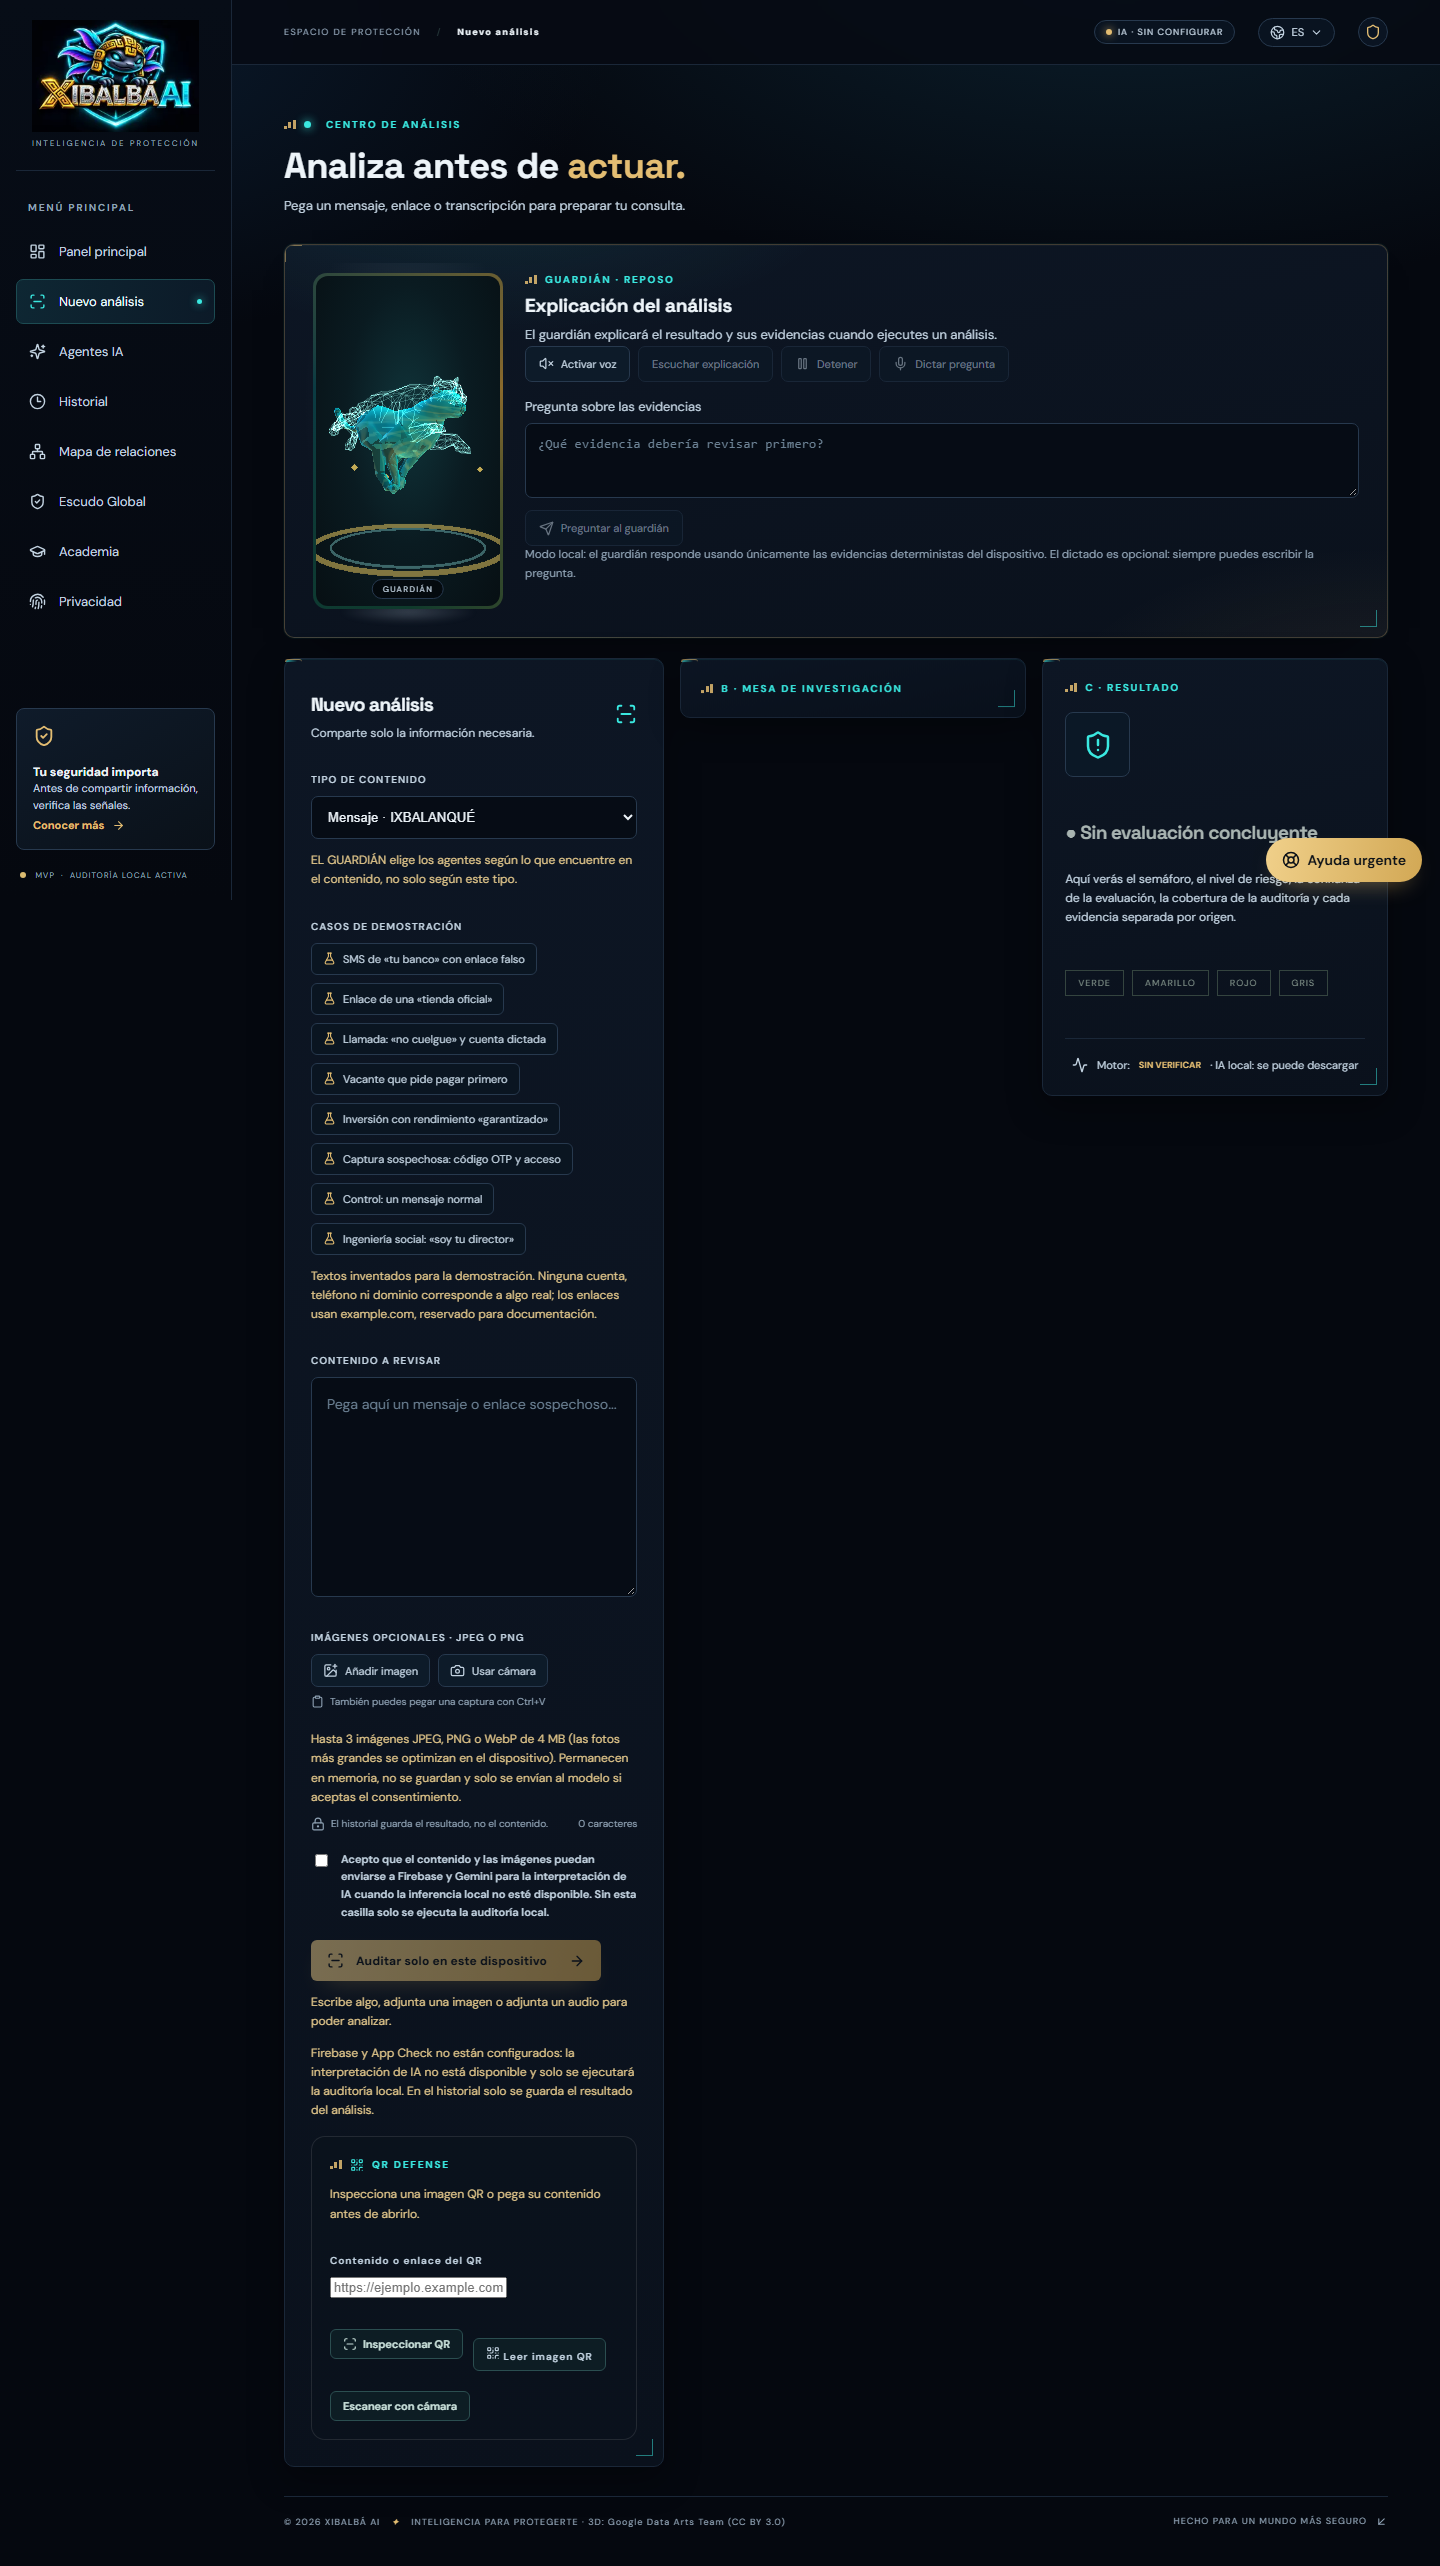 XIBALBÁ AI
INTELIGENCIA DE PROTECCIÓN
MENÚ PRINCIPAL
Panel principal
Nuevo análisis
Agentes IA
Historial
Mapa de relaciones
Escudo Global
Academia
Privacidad
Tu seguridad importa
Antes de compartir información,
verifica las señales.
Conocer más
MVP · AUDITORÍA LOCAL ACTIVA
ESPACIO DE PROTECCIÓN / Nuevo análisis
IA · SIN CONFIGURAR
ES
CENTRO DE ANÁLISIS
Analiza antes de actuar.
Pega un mensaje, enlace o transcripción para preparar tu consulta.
GUARDIÁN
GUARDIÁN · REPOSO
Explicación del análisis
El guardián explicará el resultado y sus evidencias cuando ejecutes un análisis.
Activar voz
Escuchar explicación
Detener
Dictar pregunta
Pregunta sobre las evidencias
¿Qué evidencia debería revisar primero?
Preguntar al guardián
Modo local: el guardián responde usando únicamente las evidencias deterministas del dispositivo. El dictado es opcional: siempre puedes escribir la
pregunta.
Nuevo análisis
Comparte solo la información necesaria.
TIPO DE CONTENIDO
Mensaje · IXBALANQUÉ
EL GUARDIÁN elige los agentes según lo que encuentre en
el contenido, no solo según este tipo.
CASOS DE DEMOSTRACIÓN
SMS de «tu banco» con enlace falso
Enlace de una «tienda oficial»
Llamada: «no cuelgue» y cuenta dictada
Vacante que pide pagar primero
Inversión con rendimiento «garantizado»
Captura sospechosa: código OTP y acceso
Control: un mensaje normal
Ingeniería social: «soy tu director»
Textos inventados para la demostración. Ninguna cuenta,
teléfono ni dominio corresponde a algo real; los enlaces
usan example.com, reservado para documentación.
CONTENIDO A REVISAR
Pega aquí un mensaje o enlace sospechoso...
IMÁGENES OPCIONALES · JPEG O PNG
Añadir imagen
Usar cámara
También puedes pegar una captura con Ctrl+V
Hasta 3 imágenes JPEG, PNG o WebP de 4 MB (las fotos
más grandes se optimizan en el dispositivo). Permanecen
en memoria, no se guardan y solo se envían al modelo si
aceptas el consentimiento.
El historial guarda el resultado, no el contenido.
0 caracteres
Acepto que el contenido y las imágenes puedan
enviarse a Firebase y Gemini para la interpretación de
IA cuando la inferencia local no esté disponible. Sin esta
casilla solo se ejecuta la auditoría local.
Auditar solo en este dispositivo
Escribe algo, adjunta una imagen o adjunta un audio para
poder analizar.
Firebase y App Check no están configurados: la
interpretación de IA no está disponible y solo se ejecutará
la auditoría local. En el historial solo se guarda el resultado
del análisis.
QR DEFENSE
Inspecciona una imagen QR o pega su contenido
antes de abrirlo.
Contenido o enlace del QR
https://ejemplo.example.com
Inspeccionar QR
Leer imagen QR
Escanear con cámara
B · MESA DE INVESTIGACIÓN
C · RESULTADO
● Sin evaluación concluyente
Ayuda urgente
Aquí verás el semáforo, el nivel de riesgo,
de la evaluación, la cobertura de la auditoría y cada
evidencia separada por origen.
VERDE
AMARILLO
ROJO
GRIS
Motor: SIN VERIFICAR · IA local: se puede descargar
© 2026 XIBALBÁ AI
INTELIGENCIA PARA PROTEGERTE · 3D: Google Data Arts Team (CC BY 3.0)
HECHO PARA UN MUNDO MÁS SEGURO